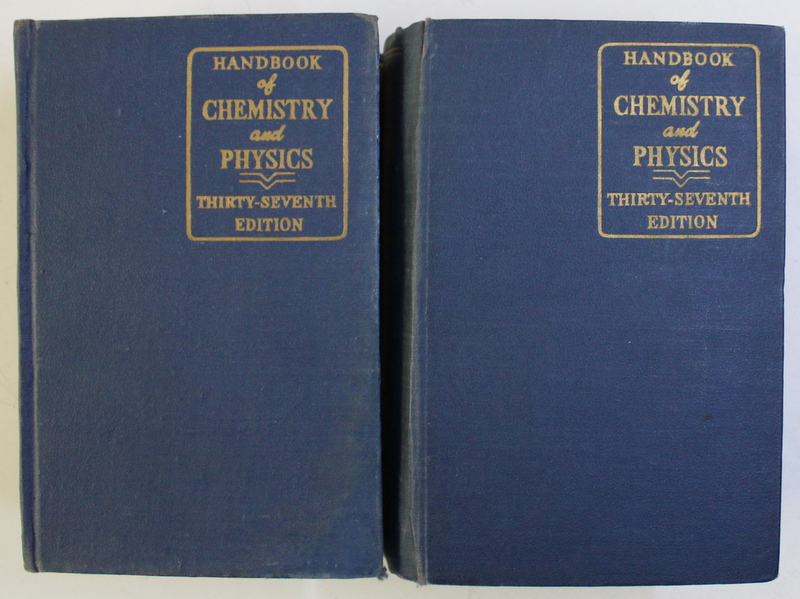 HANDBOOK
of
CHEMISTRY
and
PHYSICS
THIRTY-SEVENTH
EDITION
HANDBOOK
of
CHEMISTRY
and
PHYSICS
THIRTY-SEVENTH
EDITION